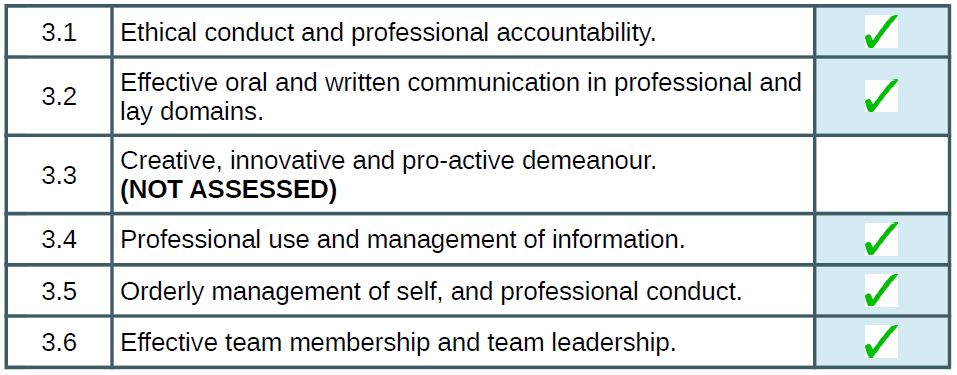 3.1 Ethical conduct and professional accountability. ✓
3.2 Effective oral and written communication in professional and
lay domains. ✓
3.3 Creative, innovative and pro-active demeanour.
(NOT ASSESSED)
3.4 Professional use and management of information. ✓
3.5 Orderly management of self, and professional conduct. ✓
3.6 Effective team membership and team leadership. ✓